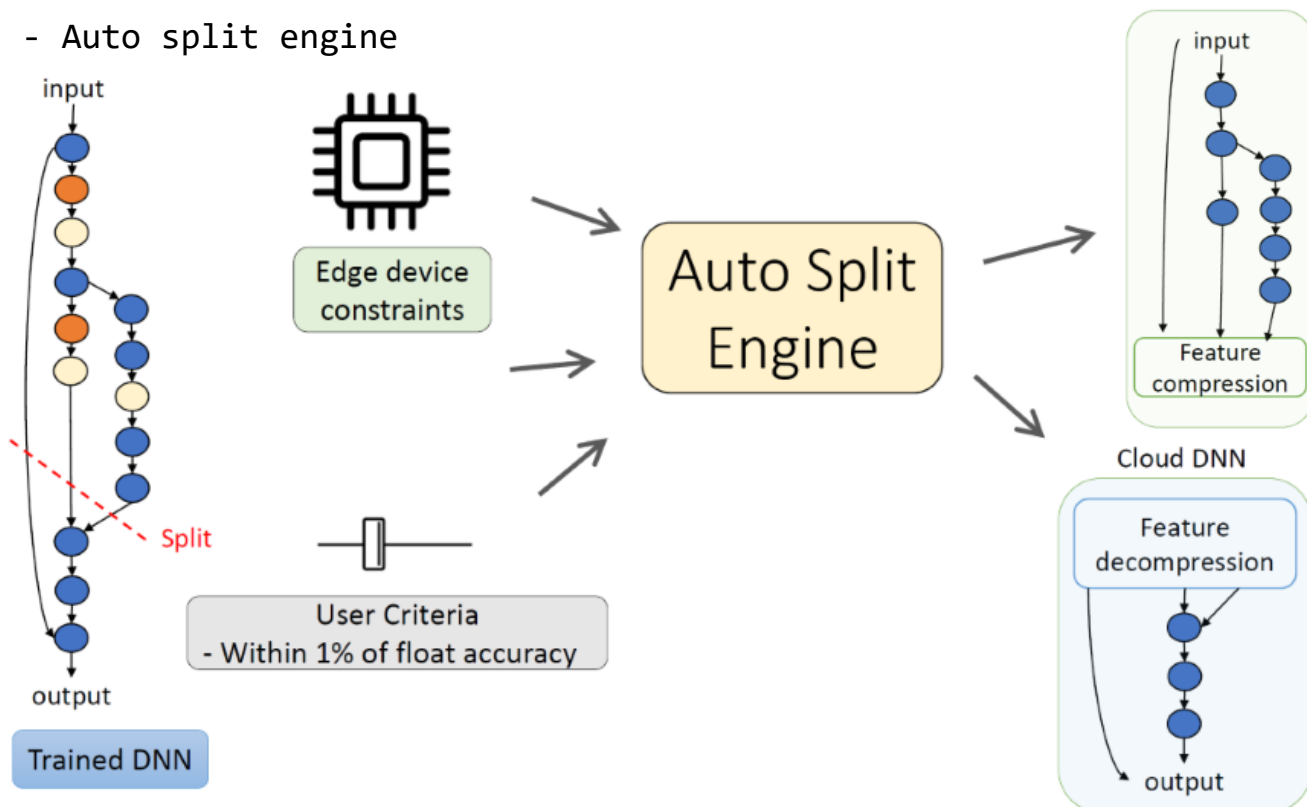 - Auto split engine
input
Split
output
Trained DNN
Edge device
constraints
User Criteria
- Within 1% of float accuracy
Auto Split
Engine
input
Feature
compression
Cloud DNN
Feature
decompression
output